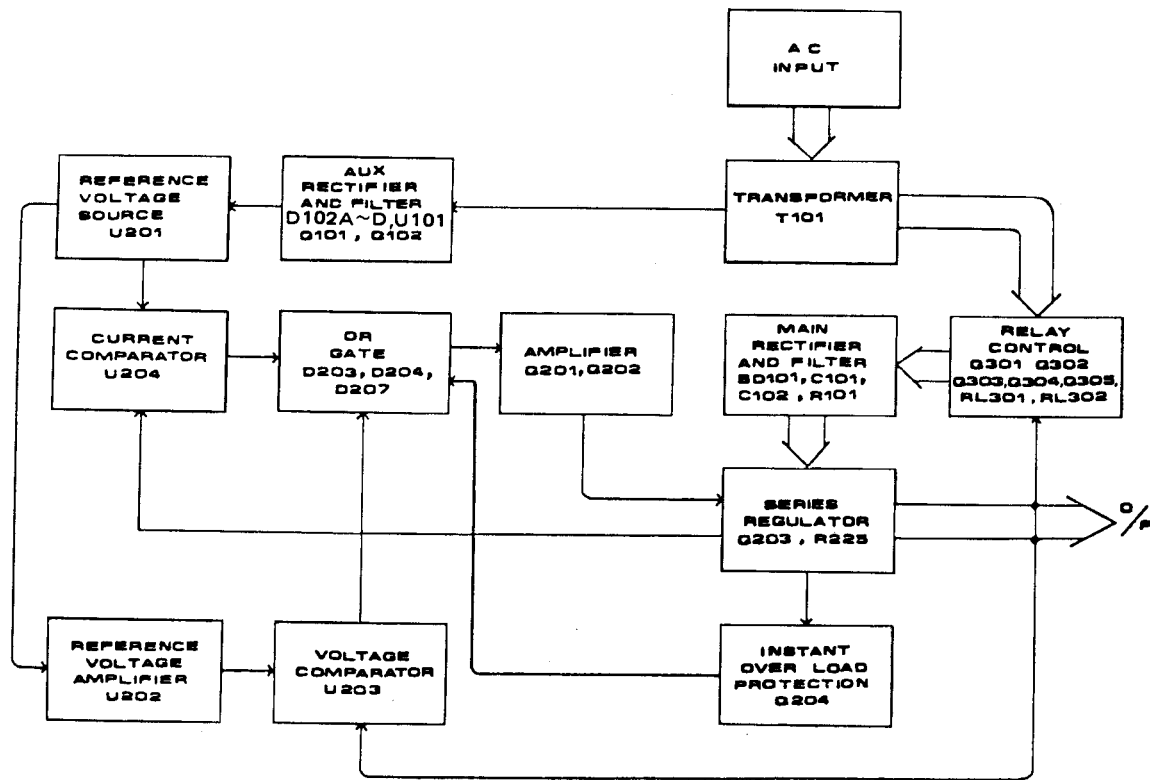 AC
INPUT
REFERENCE
VOLTAGE
SOURCE
U201
AUX
RECTIFIER
AND FILTER
D102A~D,U101
Q101, Q102
TRANSFORMER
T101
CURRENT
COMPARATOR
U204
OR
GATE
D203, D204,
D207
AMPLIFIER
Q201, Q202
MAIN
RECTIFIER
AND FILTER
BD101, C101,
C102, R101
RELAY
CONTROL
Q301 Q302
Q303, Q304, Q305,
RL301, RL302
SERIES
REGULATOR
Q203, R225
O/P
REFERENCE
VOLTAGE
AMPLIFIER
U202
VOLTAGE
COMPARATOR
U203
INSTANT
OVER LOAD
PROTECTION
Q204